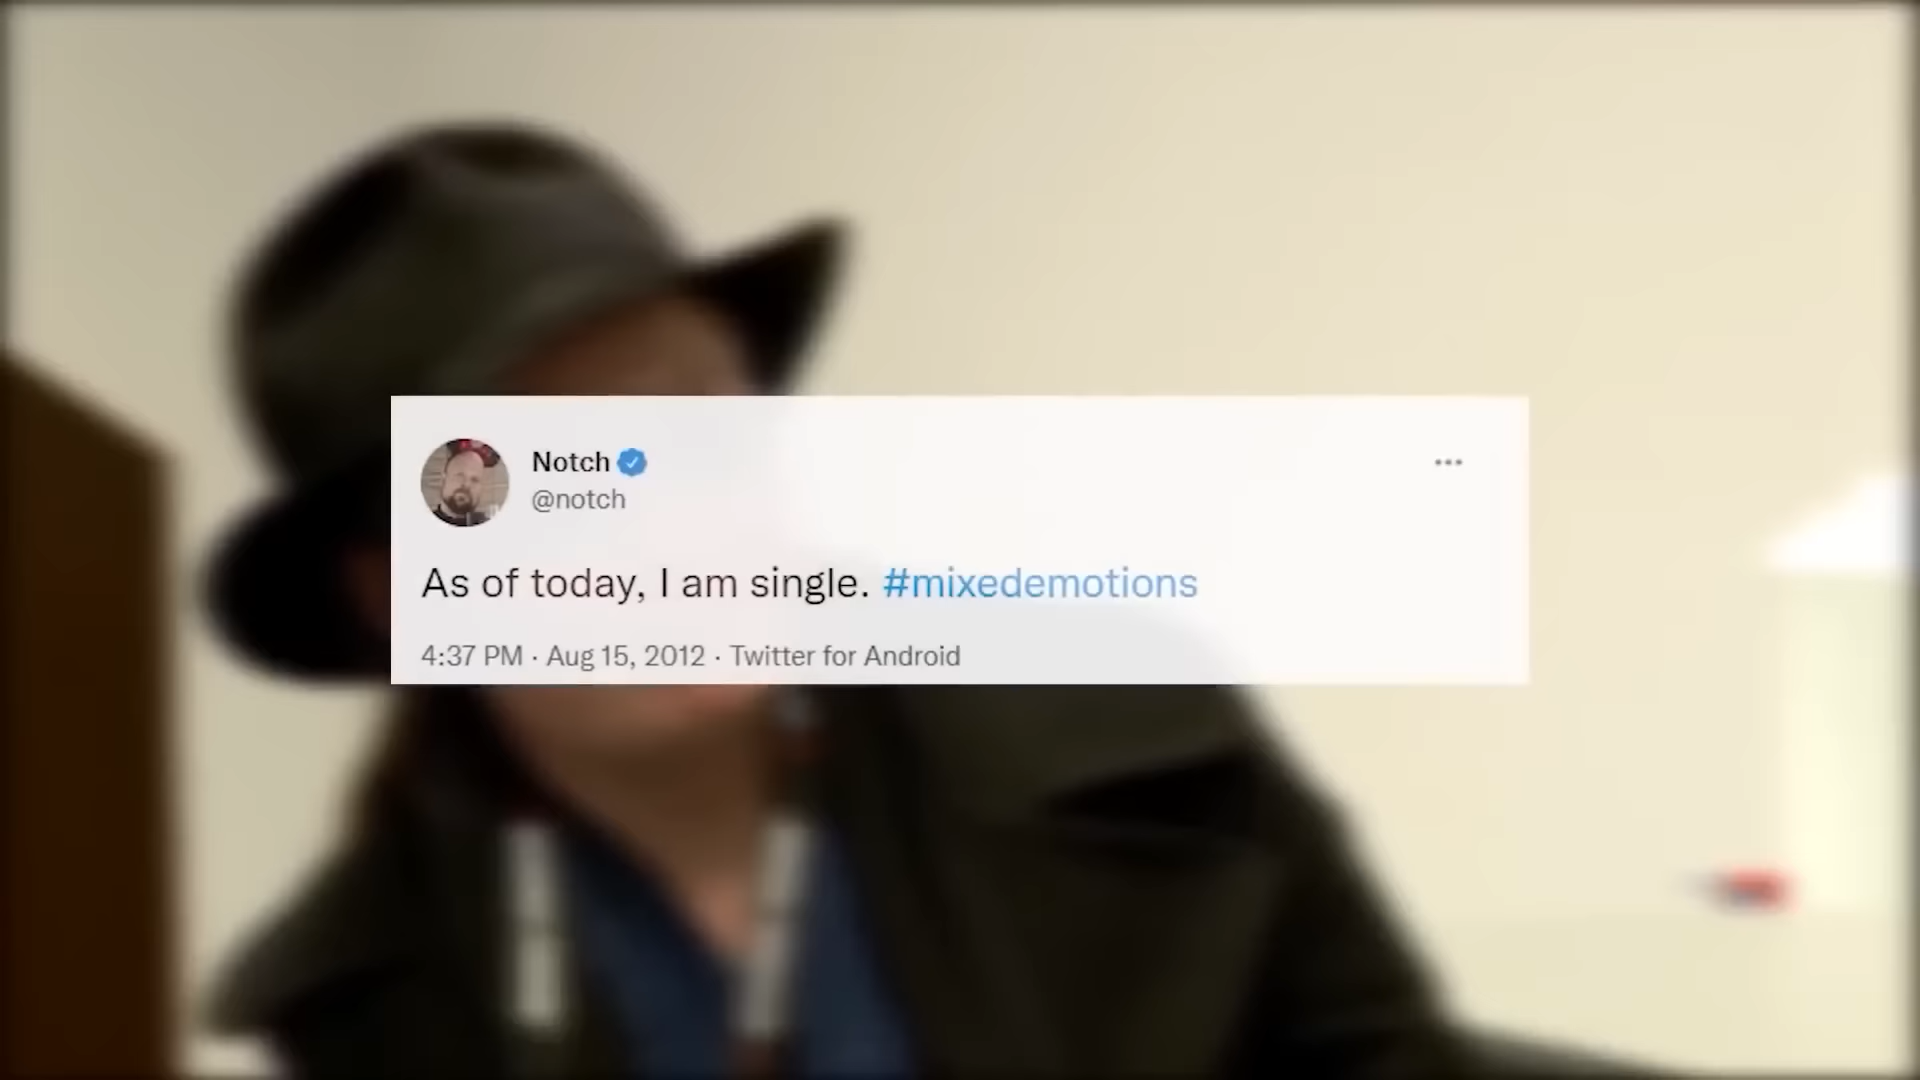 Notch
@notch
As of today, I am single. #mixedemotions
4:37 PM · Aug 15, 2012 · Twitter for Android